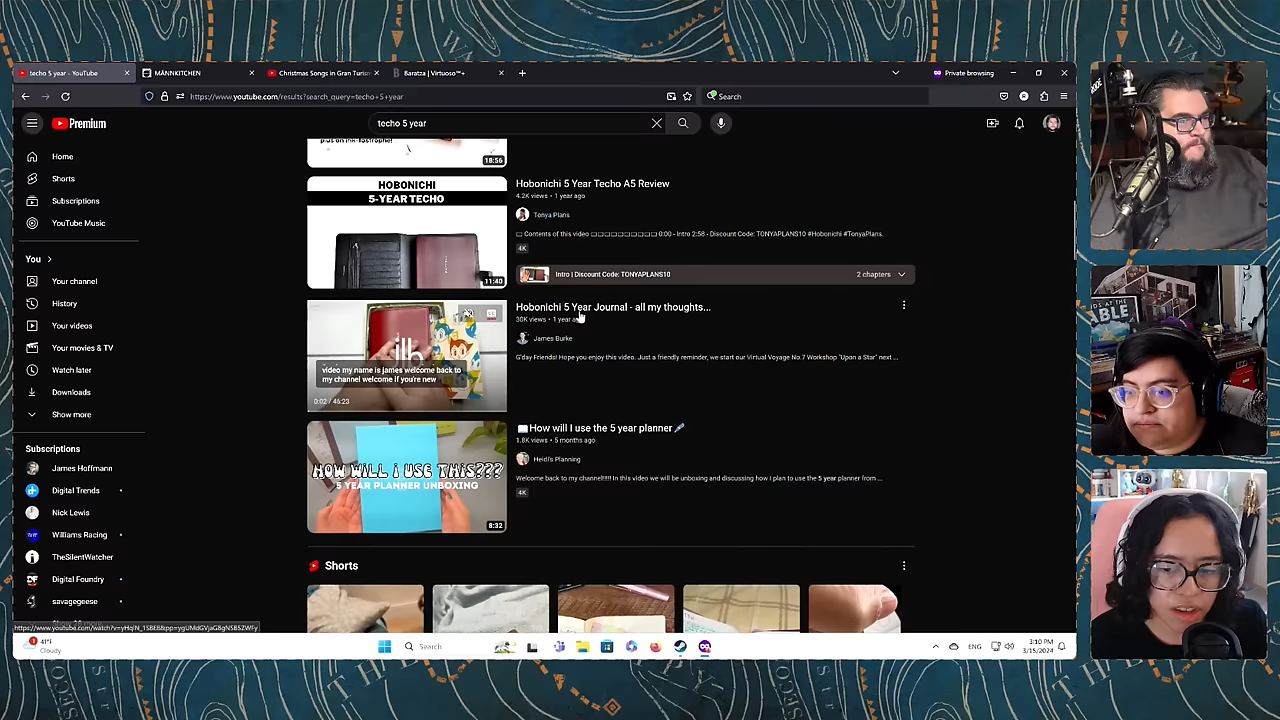 techo 5 year - YouTube
MÄNNKITCHEN
Christmas Songs in Gran Turism
Baratza | Virtuoso™+
Private browsing
https://www.youtube.com/results?search_query=techo+5+year
Search
Premium
techo 5 year
Home
Shorts
Subscriptions
YouTube Music
You
Your channel
History
Your videos
Your movies & TV
Watch later
Downloads
Show more
Subscriptions
James Hoffmann
Digital Trends
Nick Lewis
Williams Racing
TheSilentWatcher
Digital Foundry
savagegeese
18:56
HOBONICHI
5-YEAR TECHO
11:40
Hobonichi 5 Year Techo A5 Review
4.2K views • 1 year ago
Tonya Plans
Contents of this video 0:00 - Intro 2:58 - Discount Code: TONYAPLANS10 #Hobonichi #TonyaPlans.
4K
Intro | Discount Code: TONYAPLANS10
2 chapters
jlb
video my name is james welcome back to
my channel welcome if you're new
0:02 / 46:23
Hobonichi 5 Year Journal - all my thoughts...
30K views • 1 year ago
James Burke
G'day Friends! Hope you enjoy this video. Just a friendly reminder, we start our Virtual Voyage No.7 Workshop "Upon a Star" next ...
HOW WILL I USE THIS???
5 YEAR PLANNER UNBOXING
8:32
How will I use the 5 year planner
1.8K views • 5 months ago
Heidi's Planning
Welcome back to my channel!!!!! In this video we will be unboxing and discussing how I plan to use the 5 year planner from ...
4K
Shorts
41°F
Cloudy
Search
ENG
3:10 PM
3/15/2024